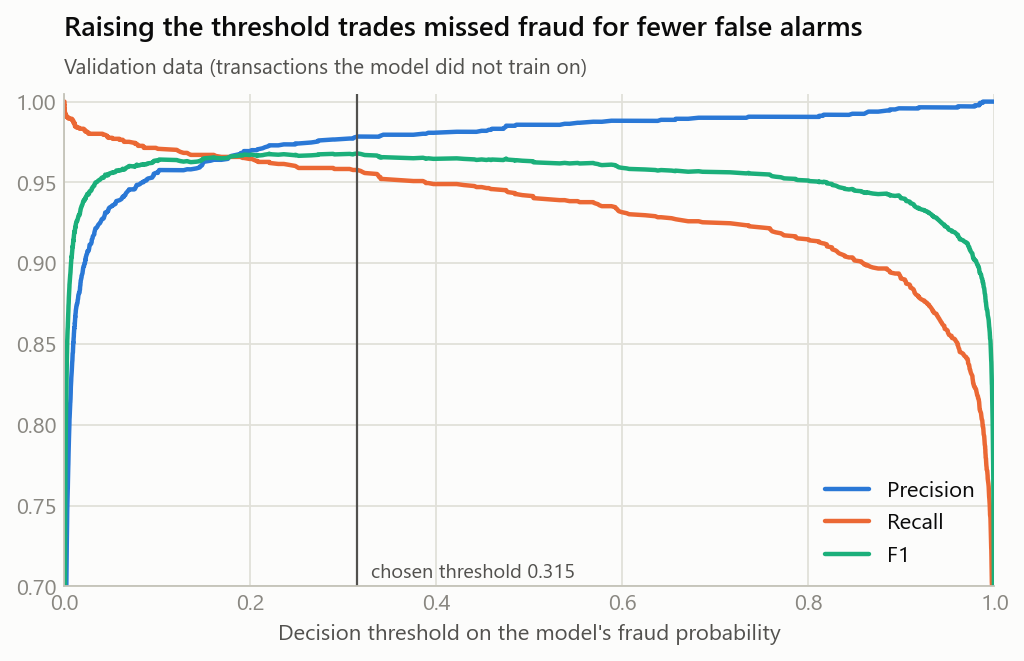 Raising the threshold trades missed fraud for fewer false alarms
Validation data (transactions the model did not train on)
1.00
0.95
0.90
0.85
0.80
0.75
0.70
Precision
Recall
F1
chosen threshold 0.315
0.0 0.2 0.4 0.6 0.8 1.0
Decision threshold on the model's fraud probability